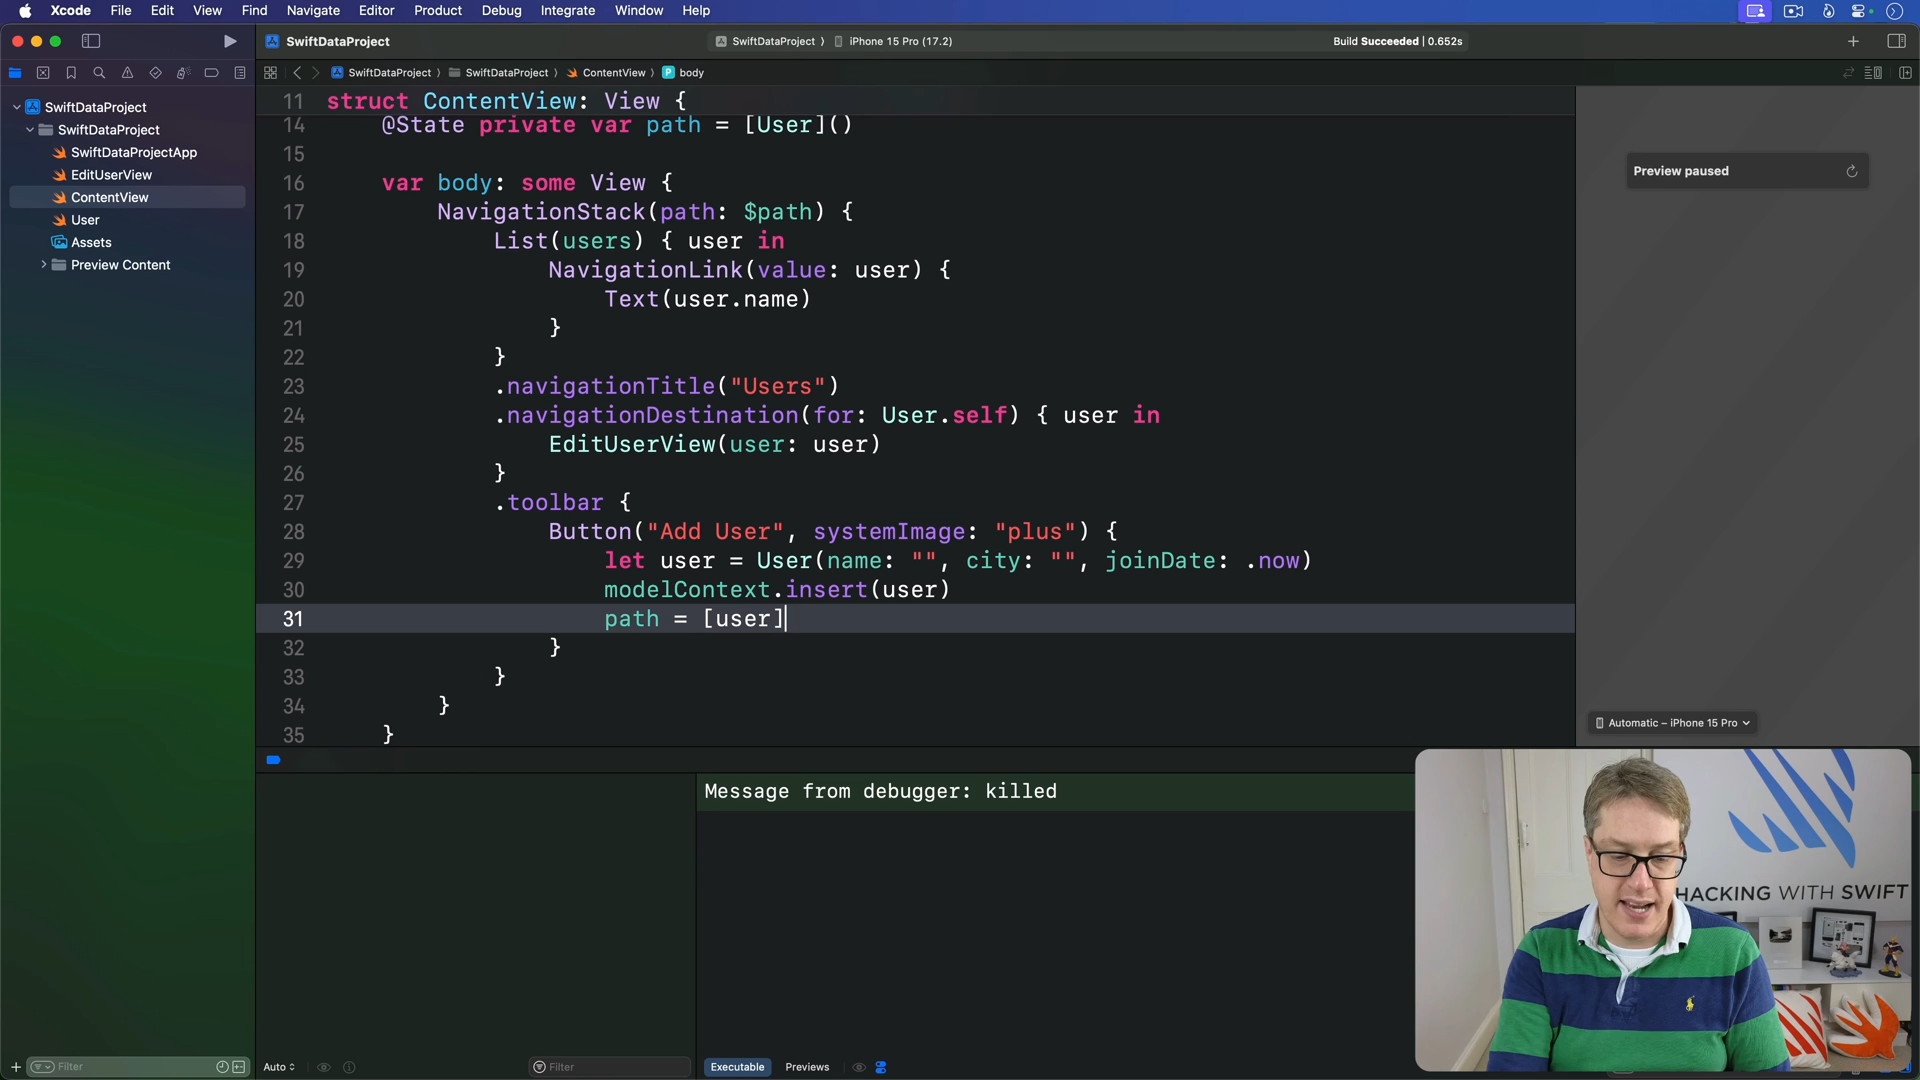 Xcode File Edit View Find Navigate Editor Product Debug Integrate Window Help
SwiftDataProject
SwiftDataProject 〉 iPhone 15 Pro (17.2)
Build Succeeded | 0.652s
SwiftDataProject 〉 SwiftDataProject 〉 ContentView 〉 P body
SwiftDataProject
SwiftDataProject
SwiftDataProjectApp
EditUserView
ContentView
User
Assets
Preview Content
11 struct ContentView: View {
14 @State private var path = [User]()
15
16 var body: some View {
17 NavigationStack(path: $path) {
18 List(users) { user in
19 NavigationLink(value: user) {
20 Text(user.name)
21 }
22 }
23 .navigationTitle("Users")
24 .navigationDestination(for: User.self) { user in
25 EditUserView(user: user)
26 }
27 .toolbar {
28 Button("Add User", systemImage: "plus") {
29 let user = User(name: "", city: "", joinDate: .now)
30 modelContext.insert(user)
31 path = [user]
32 }
33 }
34 }
35 }
Preview paused
Automatic – iPhone 15 Pro
Message from debugger: killed
HACKING WITH SWIFT
Filter
Auto
Filter
Executable Previews